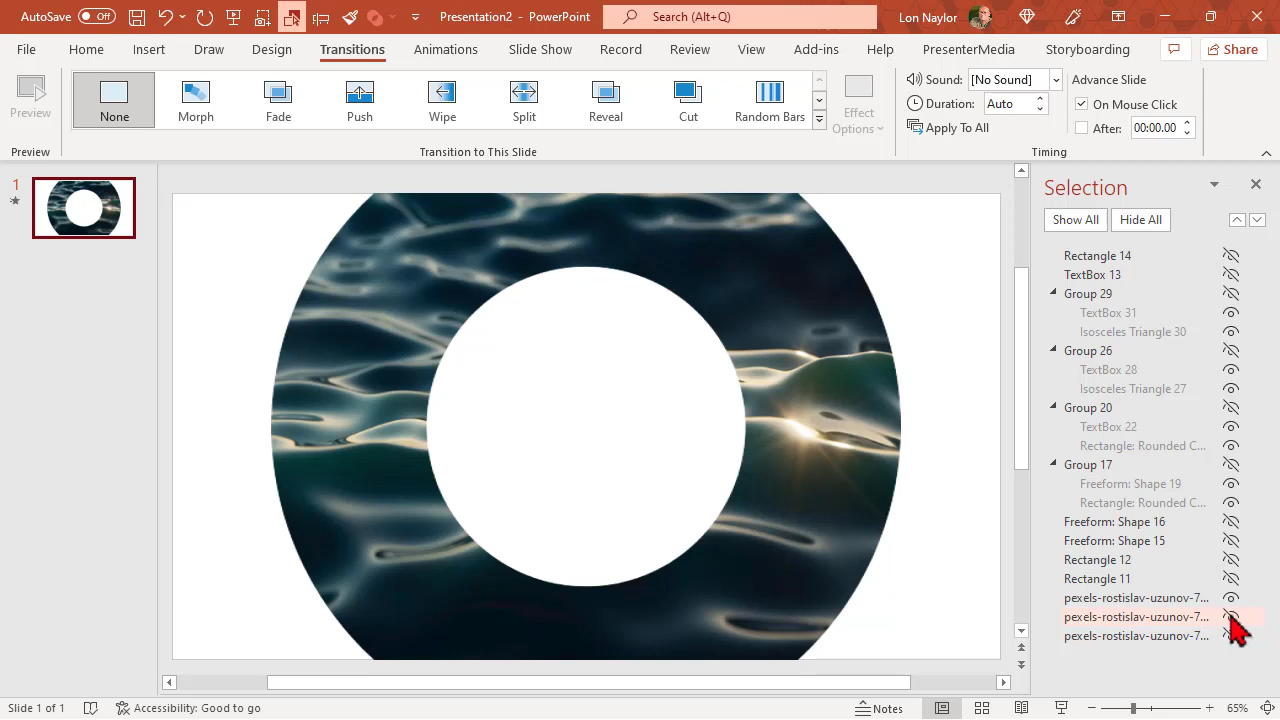 AutoSave Off Presentation2 - PowerPoint Search (Alt+Q) Lon Naylor
File Home Insert Draw Design Transitions Animations Slide Show Record Review View Add-ins Help PresenterMedia Storyboarding Share
Preview
None Morph Fade Push Wipe Split Reveal Cut Random Bars
Effect Options
Sound: [No Sound]
Duration: Auto
Apply To All
Advance Slide
On Mouse Click
After: 00:00.00
Preview Transition to This Slide Timing
1
Selection
Show All Hide All
Rectangle 14
TextBox 13
Group 29
TextBox 31
Isosceles Triangle 30
Group 26
TextBox 28
Isosceles Triangle 27
Group 20
TextBox 22
Rectangle: Rounded C...
Group 17
Freeform: Shape 19
Rectangle: Rounded C...
Freeform: Shape 16
Freeform: Shape 15
Rectangle 12
Rectangle 11
pexels-rostislav-uzunov-7...
pexels-rostislav-uzunov-7...
pexels-rostislav-uzunov-7...
Slide 1 of 1 Accessibility: Good to go Notes 65%